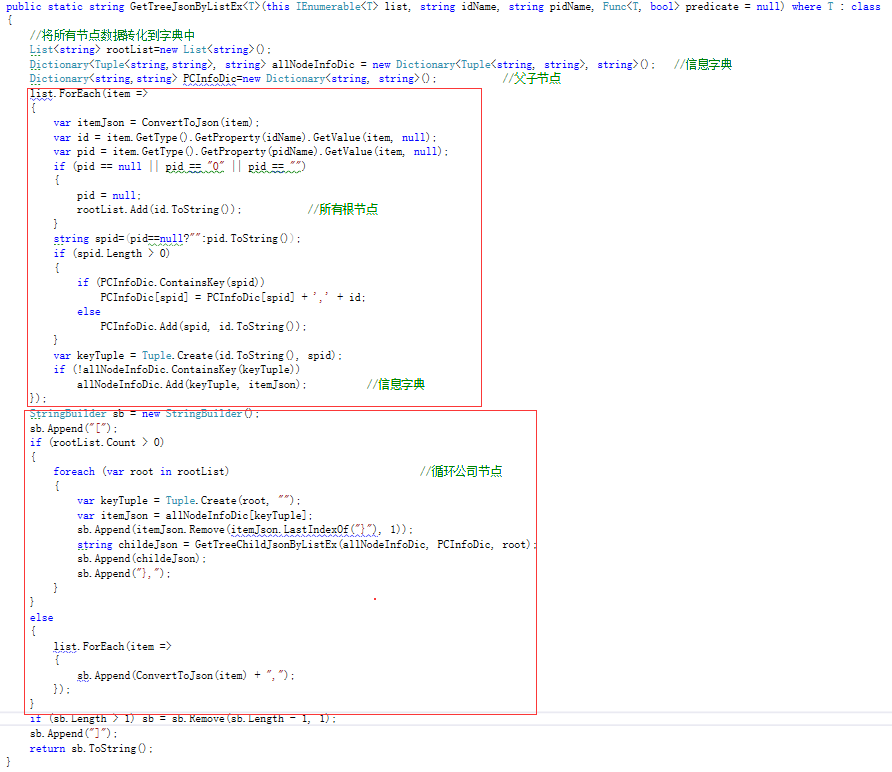 public static string GetTreeJsonByListEx<T>(this IEnumerable<T> list, string idName, string pidName, Func<T, bool> predicate = null) where T : class
{
//将所有节点数据转化到字典中
List<string> rootList=new List<string>();
Dictionary<Tuple<string,string>, string> allNodeInfoDic = new Dictionary<Tuple<string, string>, string>(); //信息字典
Dictionary<string,string> PCInfoDic=new Dictionary<string, string>(); //父子节点
list.ForEach(item =>
{
var itemJson = ConvertToJson(item);
var id = item.GetType().GetProperty(idName).GetValue(item, null);
var pid = item.GetType().GetProperty(pidName).GetValue(item, null);
if (pid == null || pid == "0" || pid == "")
{
pid = null;
rootList.Add(id.ToString()); //所有根节点
}
string spid=(pid==null?"":pid.ToString());
if (spid.Length > 0)
{
if (PCInfoDic.ContainsKey(spid))
PCInfoDic[spid] = PCInfoDic[spid] + ',' + id;
else
PCInfoDic.Add(spid, id.ToString());
}
var keyTuple = Tuple.Create(id.ToString(), spid);
if (!allNodeInfoDic.ContainsKey(keyTuple))
allNodeInfoDic.Add(keyTuple, itemJson); //信息字典
});
StringBuilder sb = new StringBuilder();
sb.Append("[");
if (rootList.Count > 0)
{
foreach (var root in rootList) //循环公司节点
{
var keyTuple = Tuple.Create(root, "");
var itemJson = allNodeInfoDic[keyTuple];
sb.Append(itemJson.Remove(itemJson.LastIndexOf("}"), 1));
string childeJson = GetTreeChildJsonByListEx(allNodeInfoDic, PCInfoDic, root);
sb.Append(childeJson);
sb.Append("},");
}
}
else
{
list.ForEach(item =>
{
sb.Append(ConvertToJson(item) + ",");
});
}
if (sb.Length > 1) sb = sb.Remove(sb.Length - 1, 1);
sb.Append("]");
return sb.ToString();
}